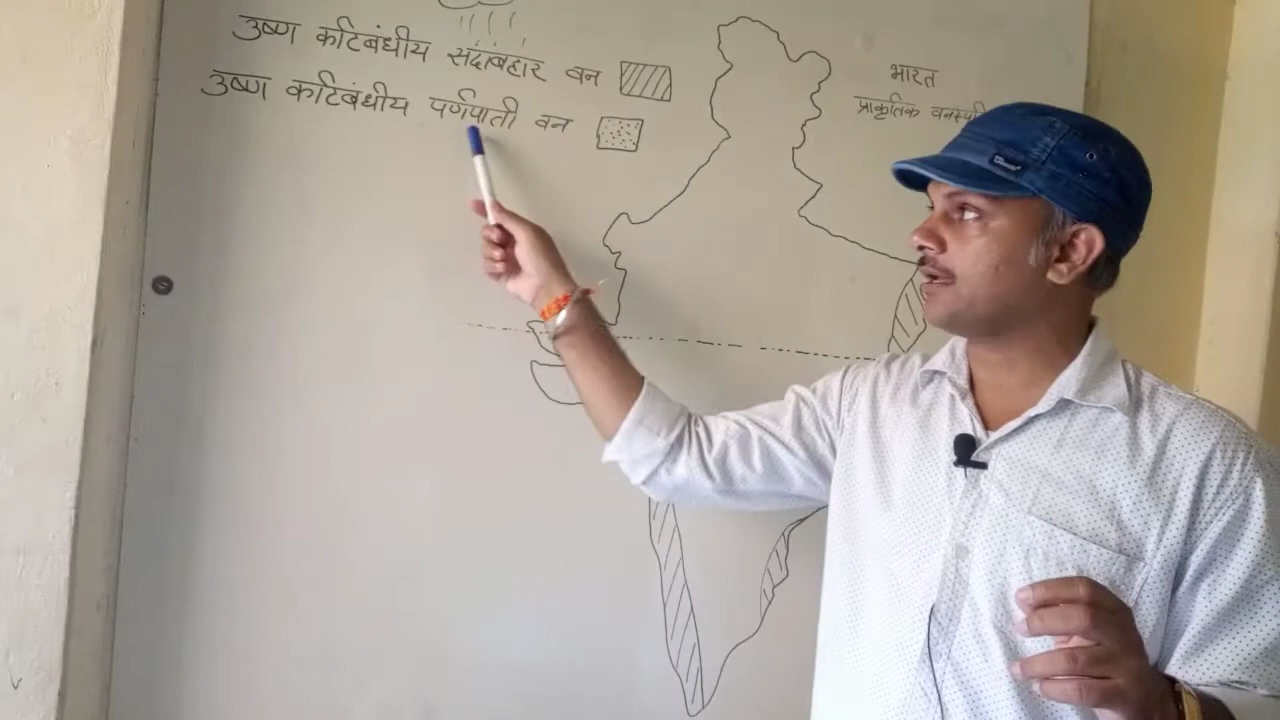 उष्ण कटिबंधीय सदाबहार वन
उष्ण कटिबंधीय पर्णपाती वन
भारत
प्राकृतिक